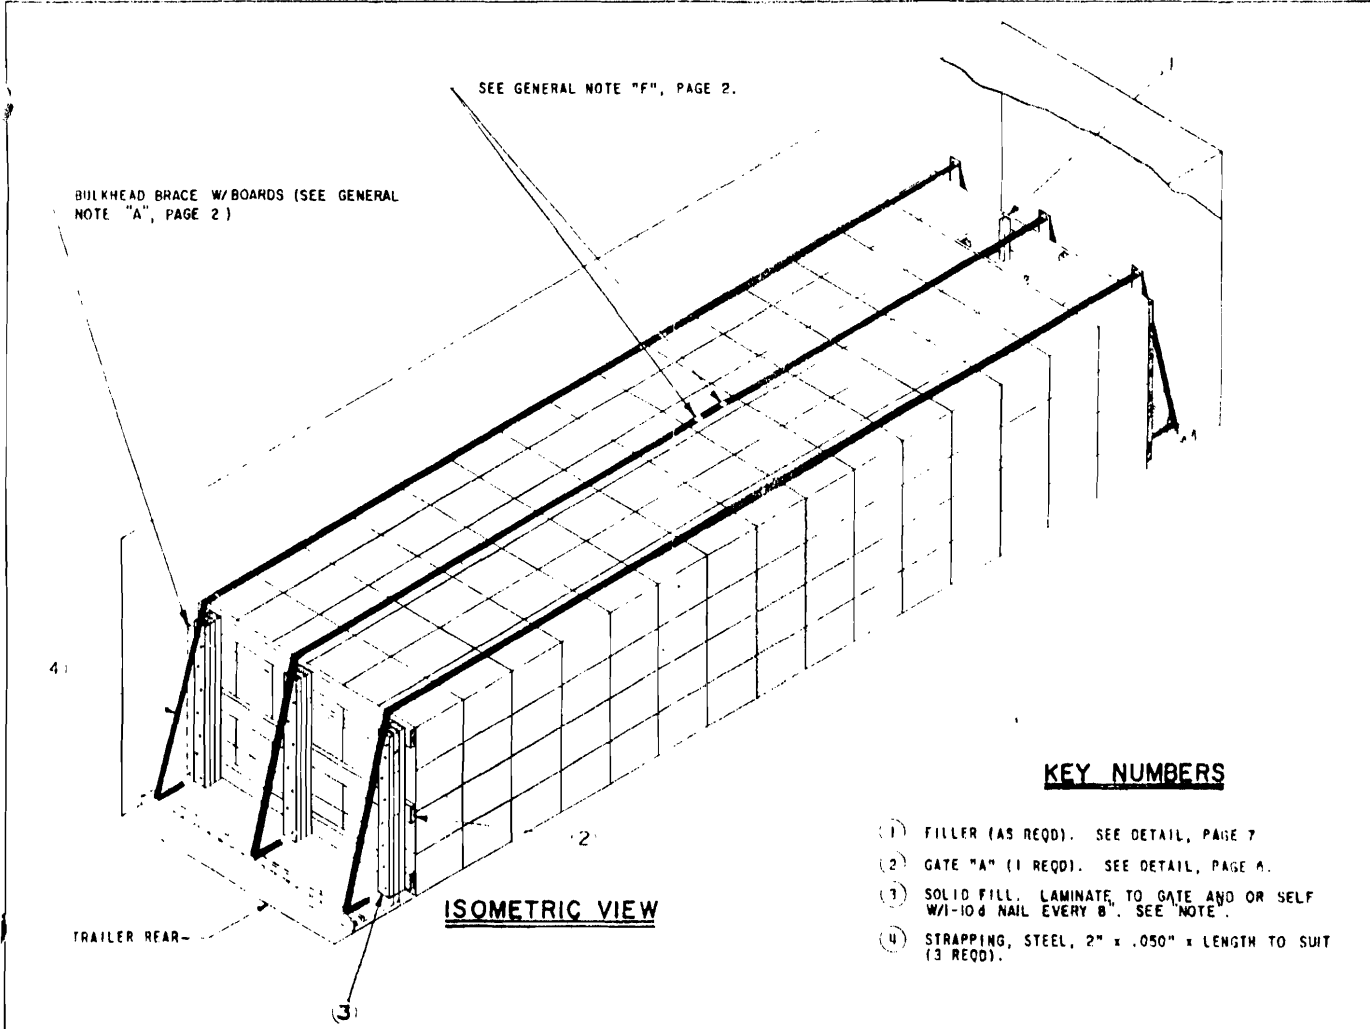 SEE GENERAL NOTE "F", PAGE 2.
BULKHEAD BRACE W/BOARDS (SEE GENERAL
NOTE "A", PAGE 2)
4)
(2)
ISOMETRIC VIEW
TRAILER REAR
(3)
KEY NUMBERS
(1) FILLER (AS REQD). SEE DETAIL, PAGE 7
(2) GATE "A" (1 REQD). SEE DETAIL, PAGE
(3) SOLID FILL. LAMINATE TO GATE AND OR SELF
W/1-10d NAIL EVERY 8". SEE "NOTE".
(4) STRAPPING, STEEL, 2" x .050" x LENGTH TO SUIT
(3 REQD).